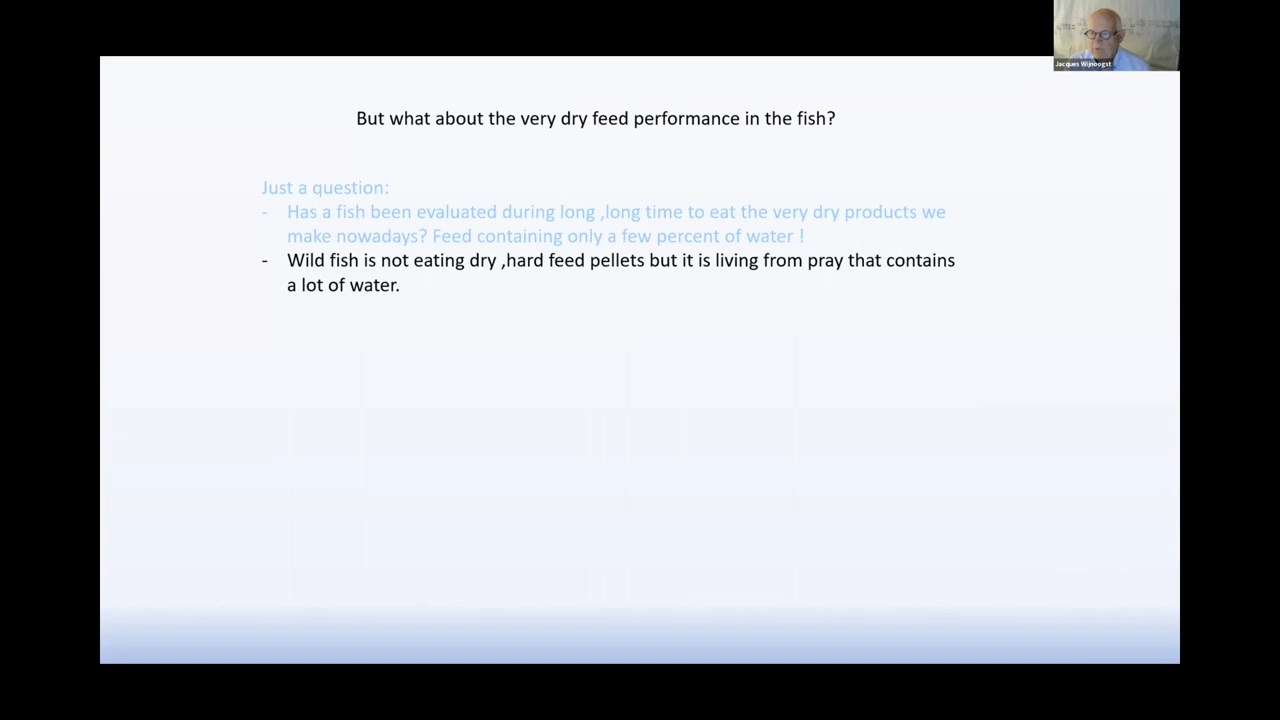 Jacques Wijnoogst
But what about the very dry feed performance in the fish?
Just a question:
- Has a fish been evaluated during long ,long time to eat the very dry products we
make nowadays? Feed containing only a few percent of water !
- Wild fish is not eating dry ,hard feed pellets but it is living from pray that contains
a lot of water.